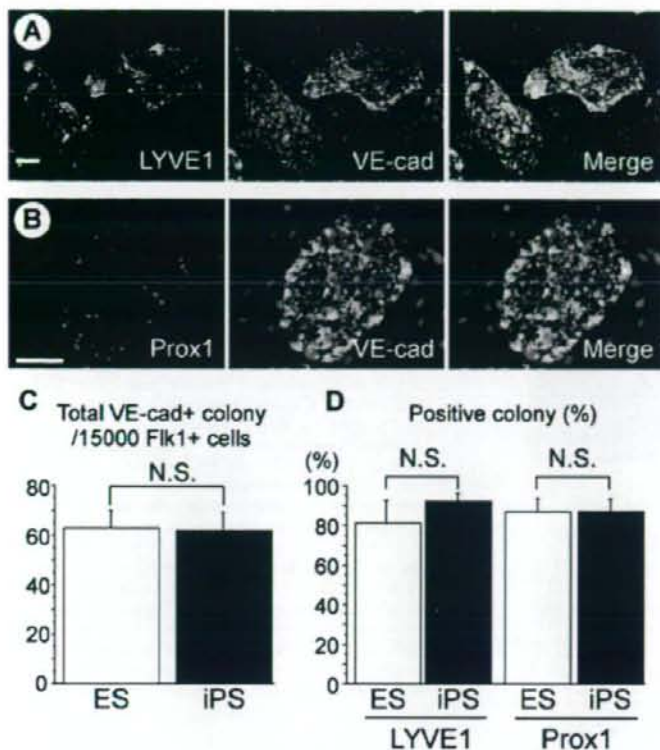 A
LYVE1 VE-cad Merge
B
Prox1 VE-cad Merge
C
Total VE-cad+ colony
/15000 Flk1+ cells
N.S.
80
60
40
20
0
ES iPS
D
Positive colony (%)
(%)
N.S. N.S.
100
80
60
40
20
0
ES iPS ES iPS
LYVE1 Prox1